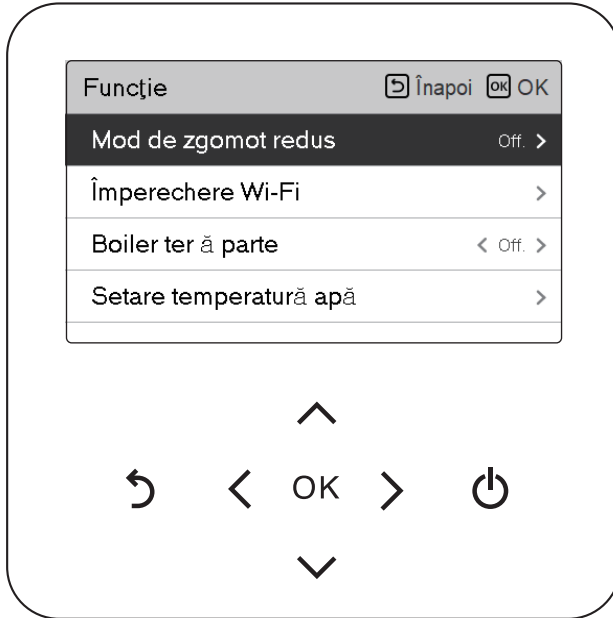 Funcţie Înapoi OK OK
Mod de zgomot redus Off. >
Împerechere Wi-Fi >
Boiler ter ă parte < Off. >
Setare temperatură apă >
OK